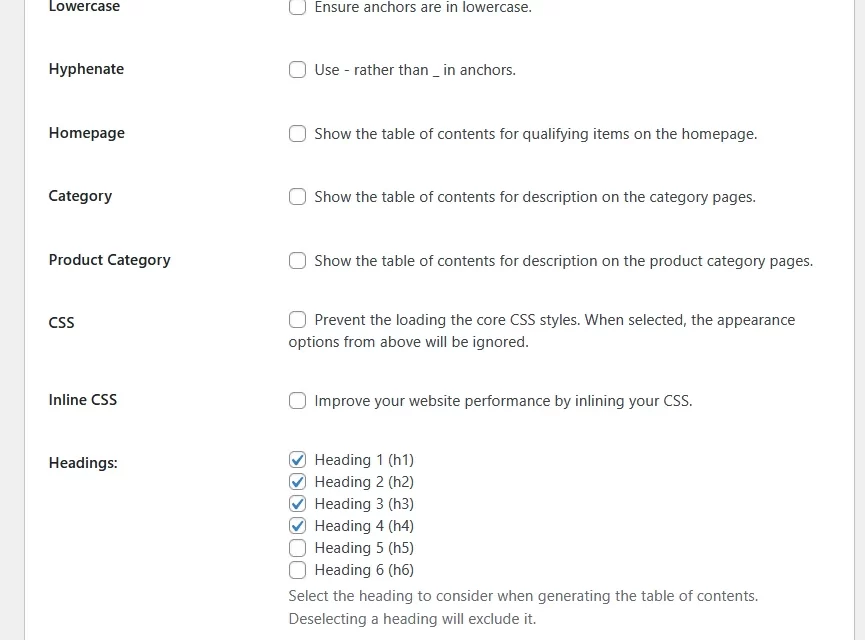 Lowercase Ensure anchors are in lowercase.
Hyphenate Use - rather than _ in anchors.
Homepage Show the table of contents for qualifying items on the homepage.
Category Show the table of contents for description on the category pages.
Product Category Show the table of contents for description on the product category pages.
CSS Prevent the loading the core CSS styles. When selected, the appearance
options from above will be ignored.
Inline CSS Improve your website performance by inlining your CSS.
Headings: Heading 1 (h1)
Heading 2 (h2)
Heading 3 (h3)
Heading 4 (h4)
Heading 5 (h5)
Heading 6 (h6)
Select the heading to consider when generating the table of contents.
Deselecting a heading will exclude it.